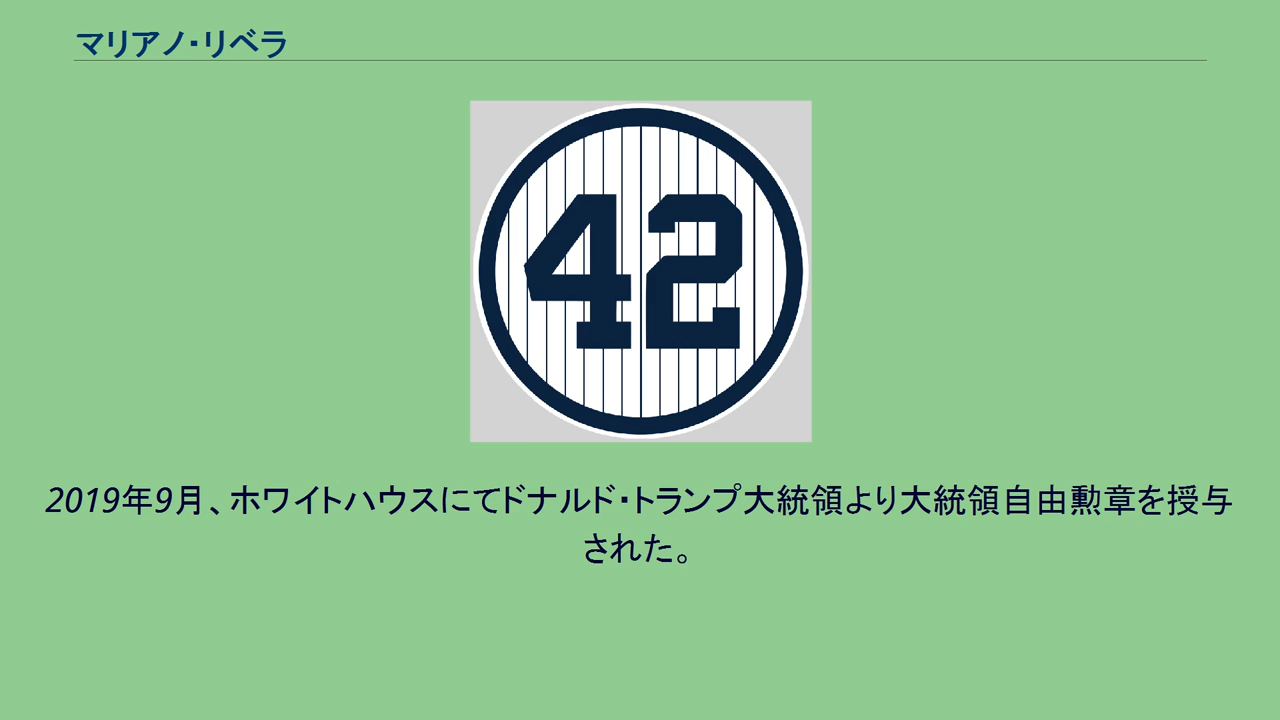 マリアノ・リベラ
42
2019年9月、ホワイトハウスにてドナルド・トランプ大統領より大統領自由勲章を授与
された。